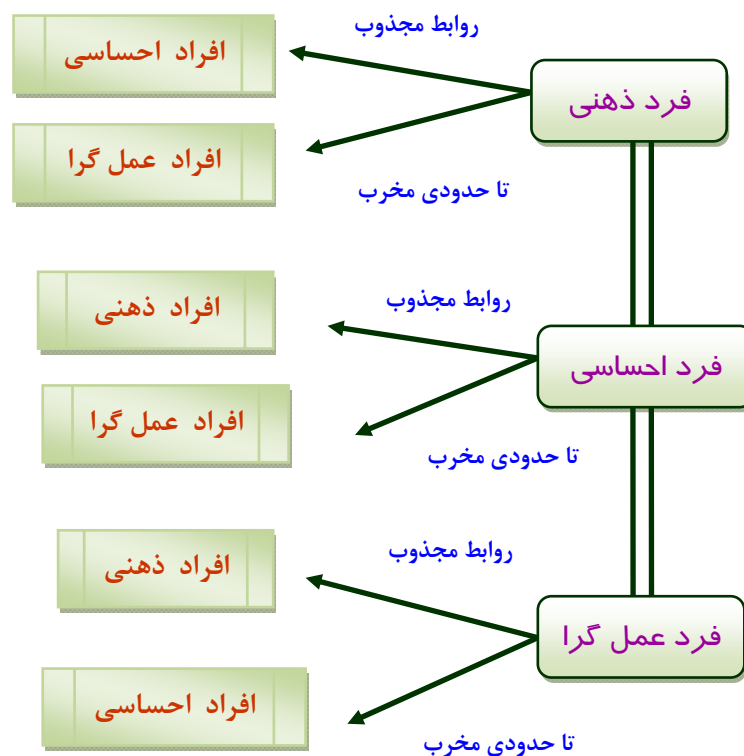 روابط مجذوب
افراد احساسی
فرد ذهنی
افراد عمل گرا
تا حدودی مخرب
روابط مجذوب
افراد ذهنی
فرد احساسی
افراد عمل گرا
تا حدودی مخرب
روابط مجذوب
افراد ذهنی
فرد عمل گرا
افراد احساسی
تا حدودی مخرب